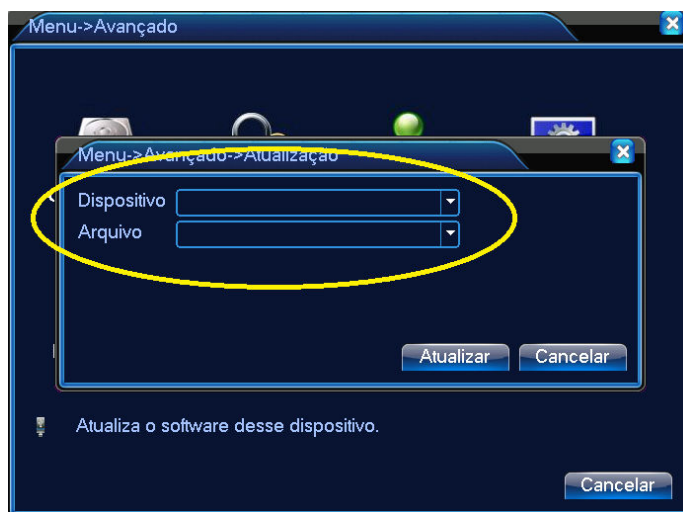 Menu->Avançado
Menu->Avançado->Atualização
Dispositivo
Arquivo
Atualizar Cancelar
Atualiza o software desse dispositivo.
Cancelar